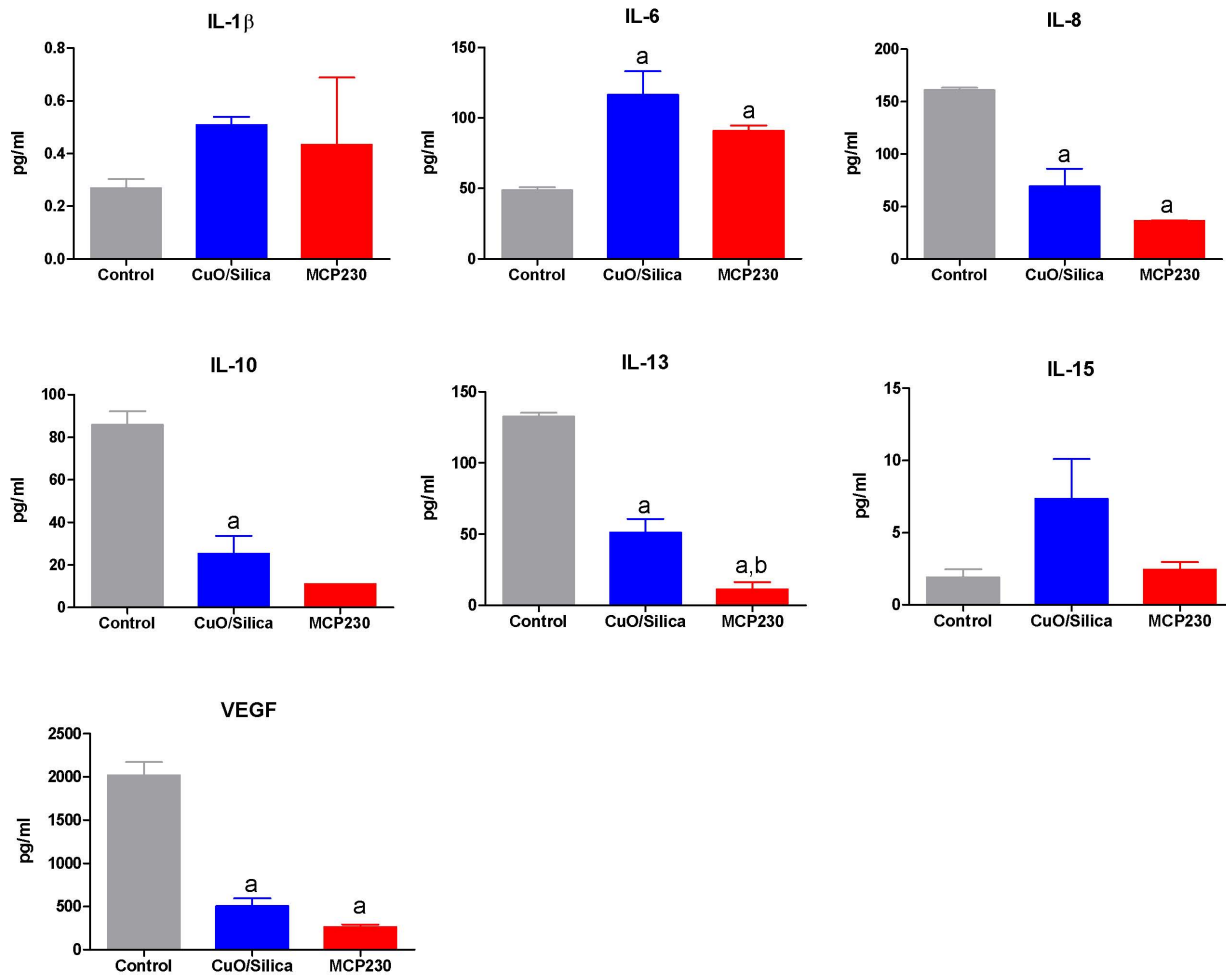 IL-1β
0.8
0.6
0.4
0.2
0.0
pg/ml
Control CuO/Silica MCP230
IL-6
150
100
50
0
pg/ml
a
a
Control CuO/Silica MCP230
IL-8
200
150
100
50
0
pg/ml
a
a
Control CuO/Silica MCP230
IL-10
100
80
60
40
20
0
pg/ml
a
Control CuO/Silica MCP230
IL-13
150
100
50
0
pg/ml
a
a,b
Control CuO/Silica MCP230
IL-15
15
10
5
0
pg/ml
Control CuO/Silica MCP230
VEGF
2500
2000
1500
1000
500
0
pg/ml
a
a
Control CuO/Silica MCP230